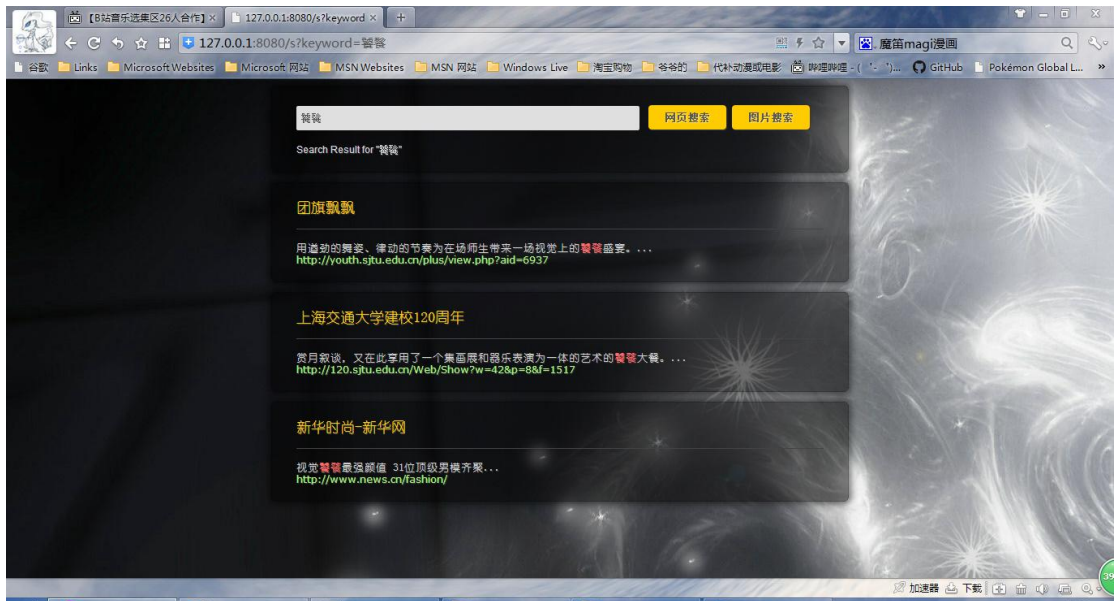 【B站音乐选集区26人合作】 ×
127.0.0.1:8080/s?keyword ×
127.0.0.1:8080/s?keyword=饕餮
魔笛magi漫画
谷歌 Links Microsoft Websites Microsoft 网站 MSN Websites MSN 网站 Windows Live 淘宝购物 爷爷的 代补动漫或电影 哔哩哔哩 - ( ゜- ゜)... GitHub Pokémon Global L... »
饕餮
网页搜索 图片搜索
Search Result for "饕餮"
团旗飘飘
用遒劲的舞姿、律动的节奏为在场师生带来一场视觉上的饕餮盛宴。...
http://youth.sjtu.edu.cn/plus/view.php?aid=6937
上海交通大学建校120周年
赏月叙谈,又在此享用了一个集画展和器乐表演为一体的艺术的饕餮大餐。...
http://120.sjtu.edu.cn/Web/Show?w=42&p=8&f=1517
新华时尚-新华网
视觉饕餮最强颜值 31位顶级男模齐聚...
http://www.news.cn/fashion/
加速器 下载
39